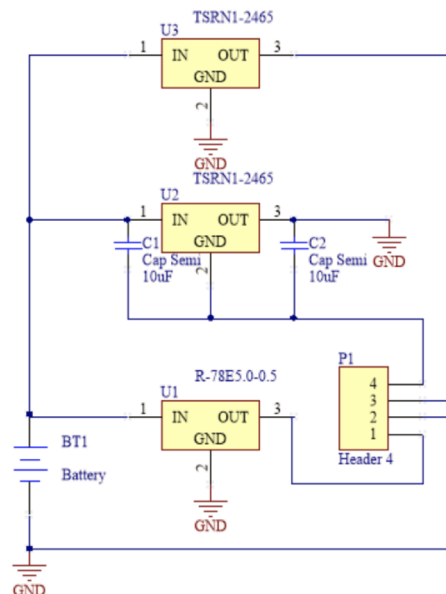 TSRN1-2465
U3
1 IN OUT 3
GND
2
GND
TSRN1-2465
U2
1 IN OUT 3
GND
2
C1
Cap Semi
10uF
C2
Cap Semi
10uF
GND
R-78E5.0-0.5
U1
1 IN OUT 3
GND
2
GND
P1
4
3
2
1
Header 4
BT1
Battery
GND